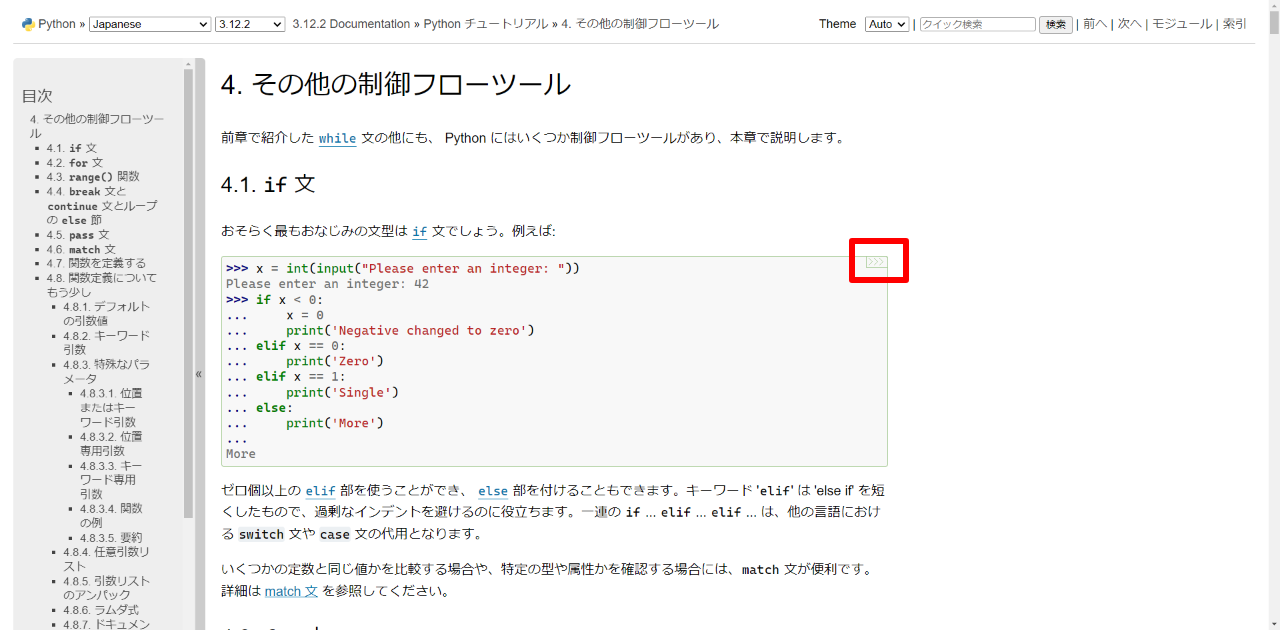 Python » Japanese 3.12.2 3.12.2 Documentation » Python チュートリアル » 4. その他の制御フローツール Theme Auto | クイック検索 検索 | 前へ | 次へ | モジュール | 索引
目次
4. その他の制御フローツー
ル
4.1. if 文
4.2. for 文
4.3. range() 関数
4.4. break 文と
continue 文とループ
の else 節
4.5. pass 文
4.6. match 文
4.7. 関数を定義する
4.8. 関数定義について
もう少し
4.8.1. デフォルト
の引数値
4.8.2. キーワード
引数
4.8.3. 特殊なパラ
メータ
4.8.3.1. 位置
またはキー
ワード引数
4.8.3.2. 位置
専用引数
4.8.3.3. キー
ワード専用
引数
4.8.3.4. 関数
の例
4.8.3.5. 要約
4.8.4. 任意引数リ
スト
4.8.5. 引数リスト
のアンパック
4.8.6. ラムダ式
4.8.7. ドキュメン
«
4. その他の制御フローツール
前章で紹介した while 文の他にも、 Python にはいくつか制御フローツールがあり、本章で説明します。
4.1. if 文
おそらく最もおなじみの文型は if 文でしょう。例えば:
>>>
>>> x = int(input("Please enter an integer: "))
Please enter an integer: 42
>>> if x < 0:
...     x = 0
...     print('Negative changed to zero')
... elif x == 0:
...     print('Zero')
... elif x == 1:
...     print('Single')
... else:
...     print('More')
...
More
ゼロ個以上の elif 部を使うことができ、 else 部を付けることもできます。キーワード 'elif' は 'else if' を短
くしたもので、過剰なインデントを避けるのに役立ちます。一連の if ... elif ... elif ... は、他の言語におけ
る switch 文や case 文の代用となります。
いくつかの定数と同じ値かを比較する場合や、特定の型や属性かを確認する場合には、match 文が便利です。
詳細は match 文 を参照してください。